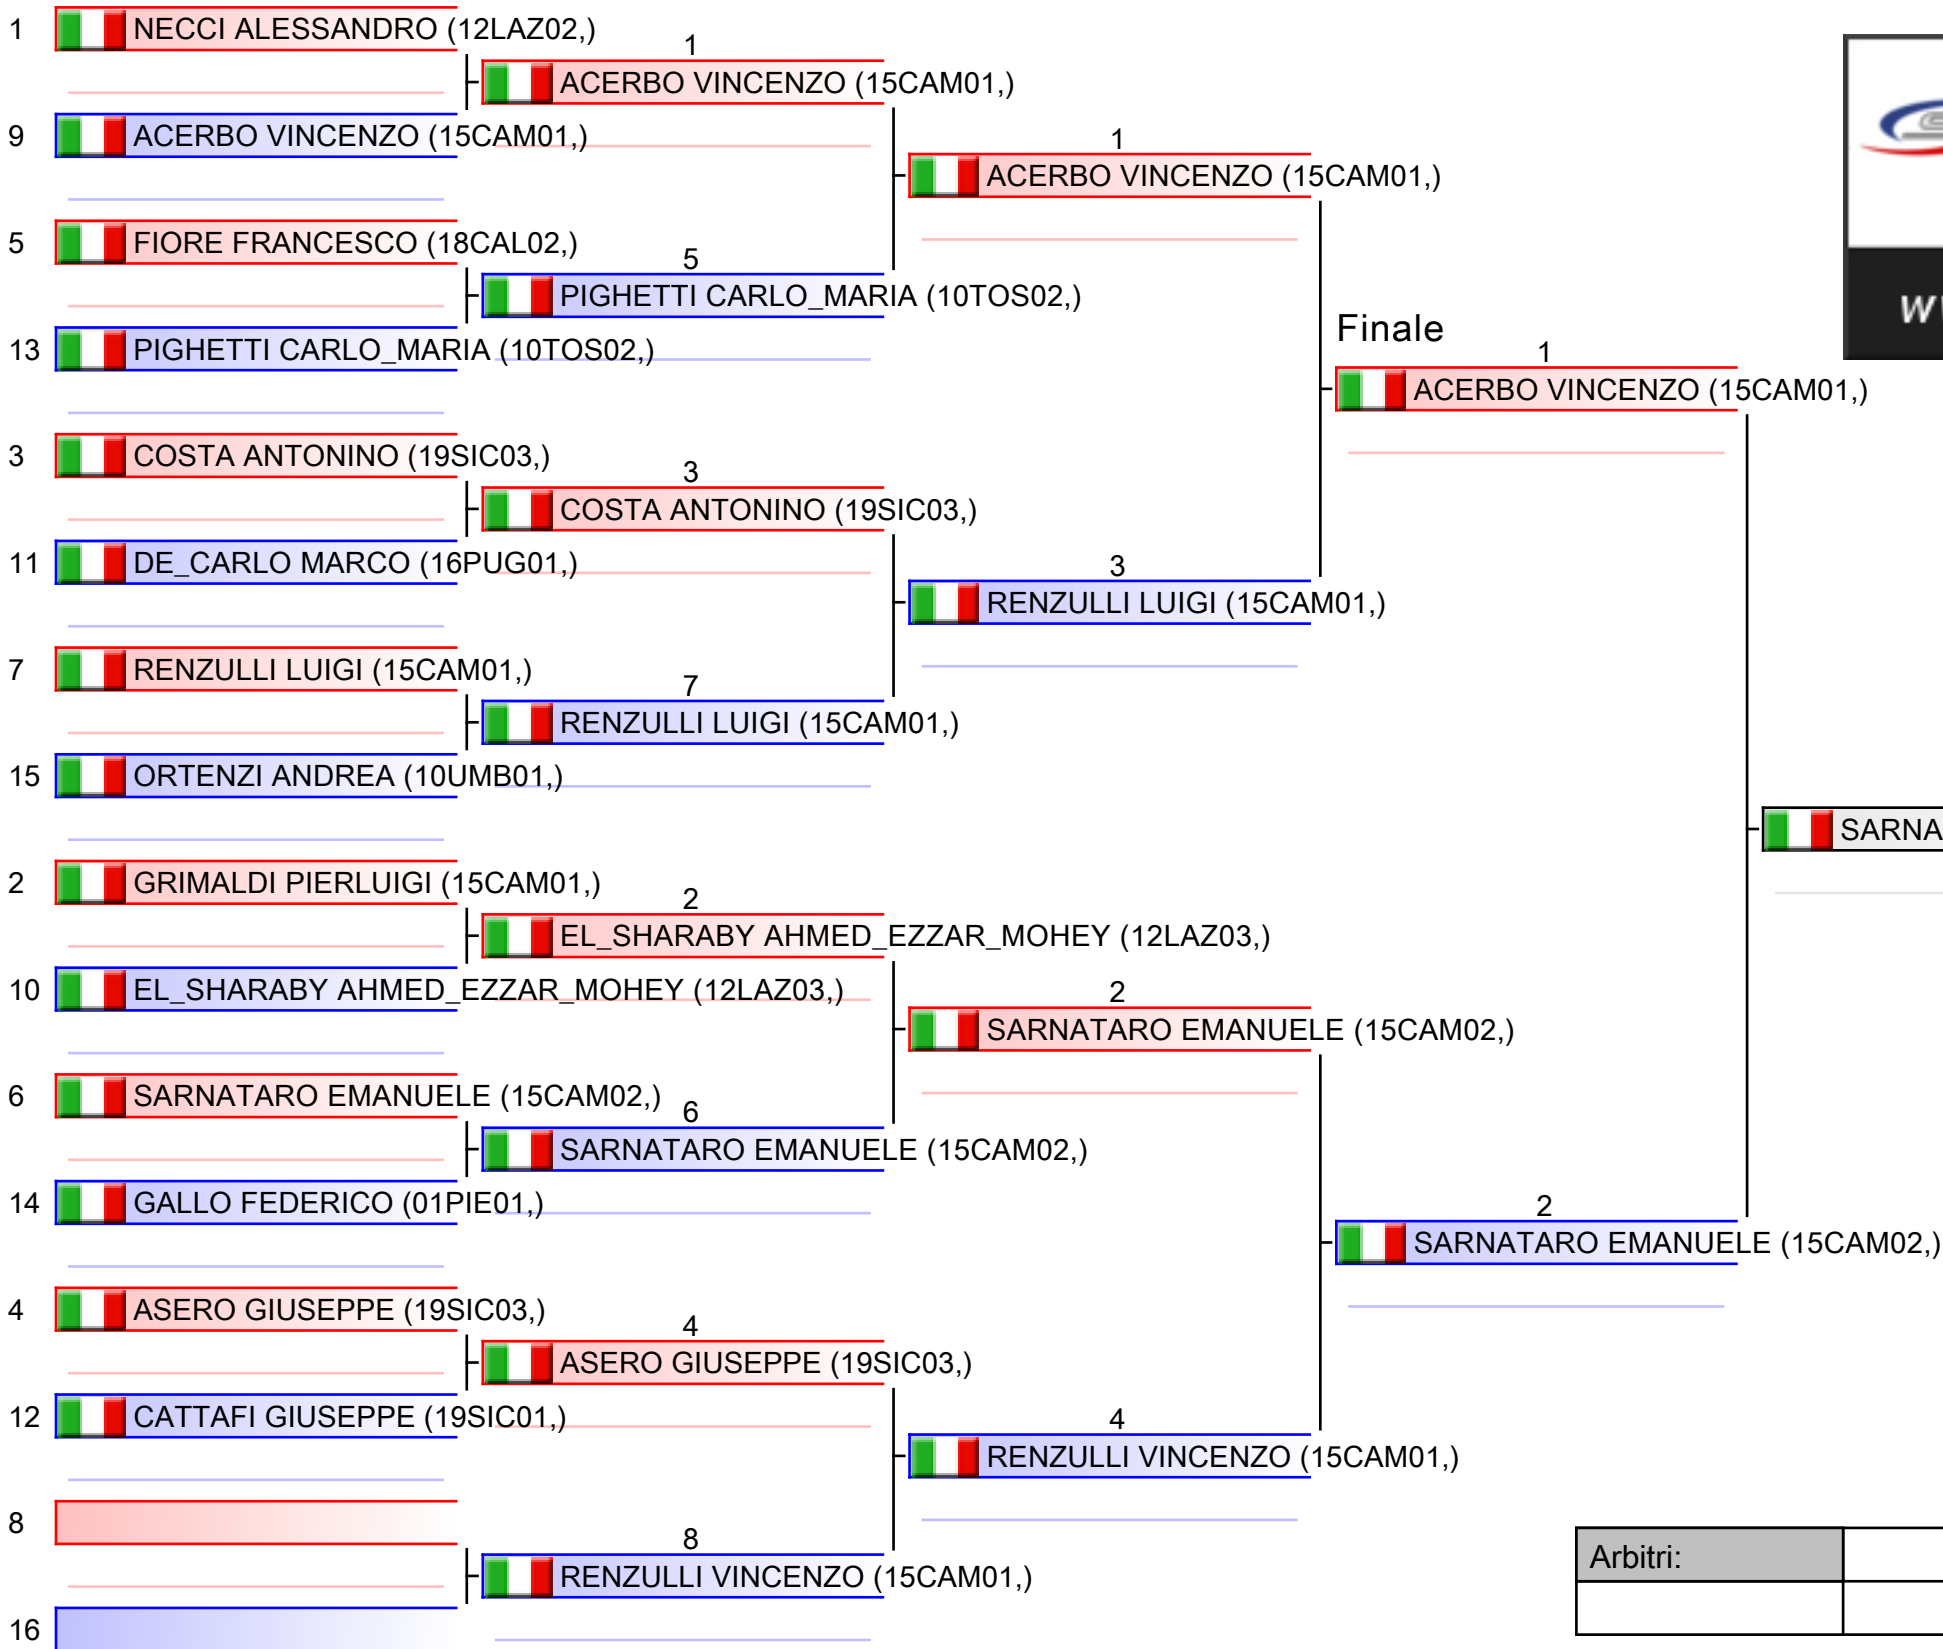 1 NECCI ALESSANDRO (12LAZ02,)
1
ACERBO VINCENZO (15CAM01,)
9 ACERBO VINCENZO (15CAM01,)
1
ACERBO VINCENZO (15CAM01,)
5 FIORE FRANCESCO (18CAL02,)
5
PIGHETTI CARLO_MARIA (10TOS02,)
13 PIGHETTI CARLO_MARIA (10TOS02,)
Finale
1
ACERBO VINCENZO (15CAM01,)
3 COSTA ANTONINO (19SIC03,)
3
COSTA ANTONINO (19SIC03,)
11 DE_CARLO MARCO (16PUG01,)
3
RENZULLI LUIGI (15CAM01,)
7 RENZULLI LUIGI (15CAM01,)
7
RENZULLI LUIGI (15CAM01,)
15 ORTENZI ANDREA (10UMB01,)
SARNA
2 GRIMALDI PIERLUIGI (15CAM01,)
2
EL_SHARABY AHMED_EZZAR_MOHEY (12LAZ03,)
10 EL_SHARABY AHMED_EZZAR_MOHEY (12LAZ03,)
2
SARNATARO EMANUELE (15CAM02,)
6 SARNATARO EMANUELE (15CAM02,)
6
SARNATARO EMANUELE (15CAM02,)
14 GALLO FEDERICO (01PIE01,)
2
SARNATARO EMANUELE (15CAM02,)
4 ASERO GIUSEPPE (19SIC03,)
4
ASERO GIUSEPPE (19SIC03,)
12 CATTAFI GIUSEPPE (19SIC01,)
4
RENZULLI VINCENZO (15CAM01,)
8
8
RENZULLI VINCENZO (15CAM01,)
16
Arbitri: